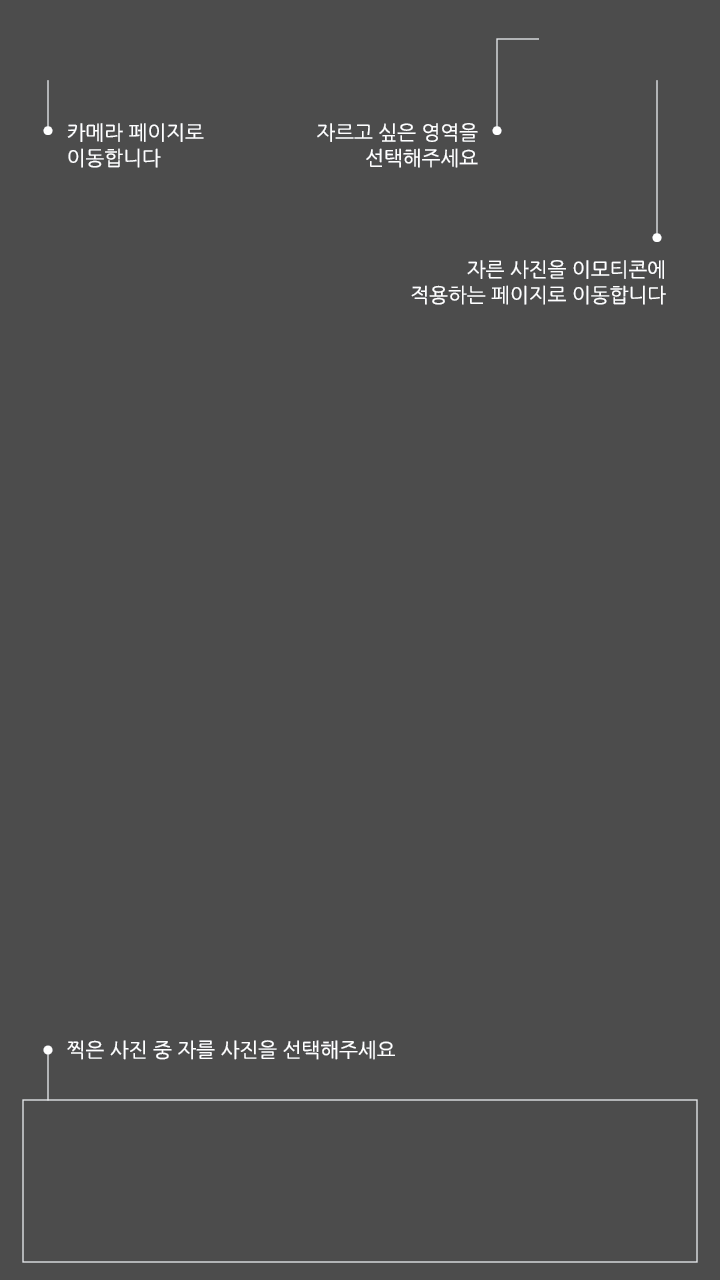 카메라 페이지로
이동합니다
자르고 싶은 영역을
선택해주세요
자른 사진을 이모티콘에
적용하는 페이지로 이동합니다
찍은 사진 중 자를 사진을 선택해주세요